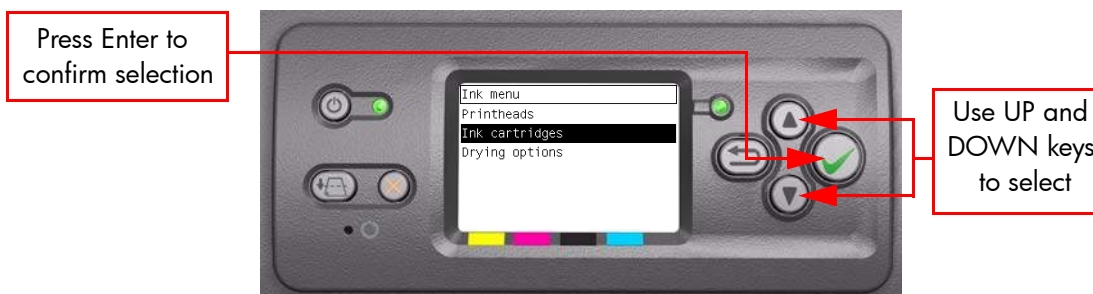 Press Enter to
confirm selection
Ink menu
Printheads
Ink cartridges
Drying options
Use UP and
DOWN keys
to select